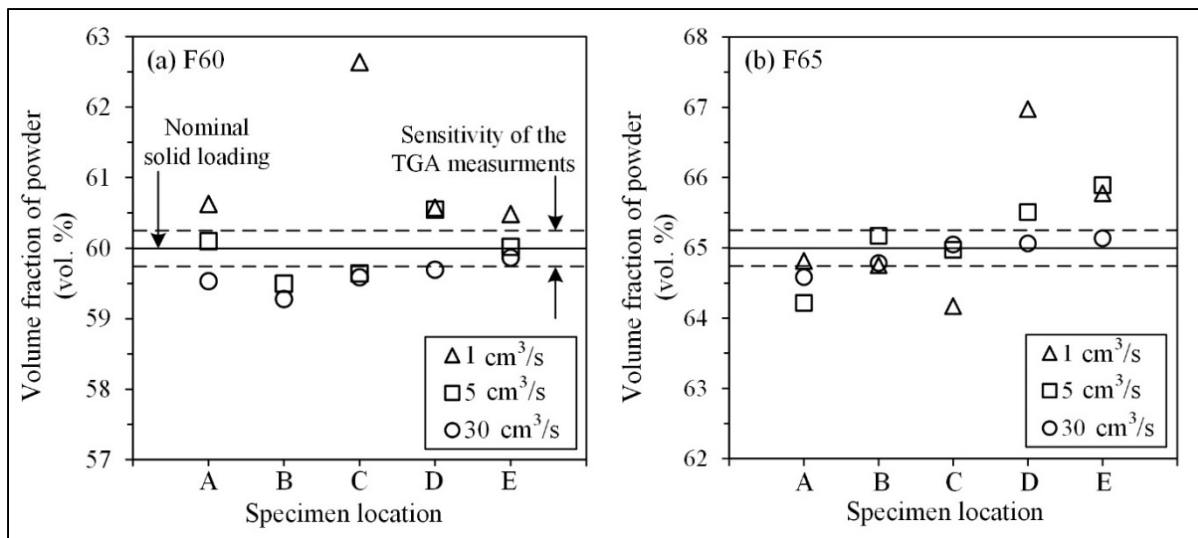 (a) F60
Volume fraction of powder
(vol. %)
63
62
61
60
59
58
57
Nominal
solid loading
Sensitivity of the
TGA measurments
1 cm³/s
5 cm³/s
30 cm³/s
A B C D E
Specimen location
(b) F65
Volume fraction of powder
(vol. %)
68
67
66
65
64
63
62
1 cm³/s
5 cm³/s
30 cm³/s
A B C D E
Specimen location